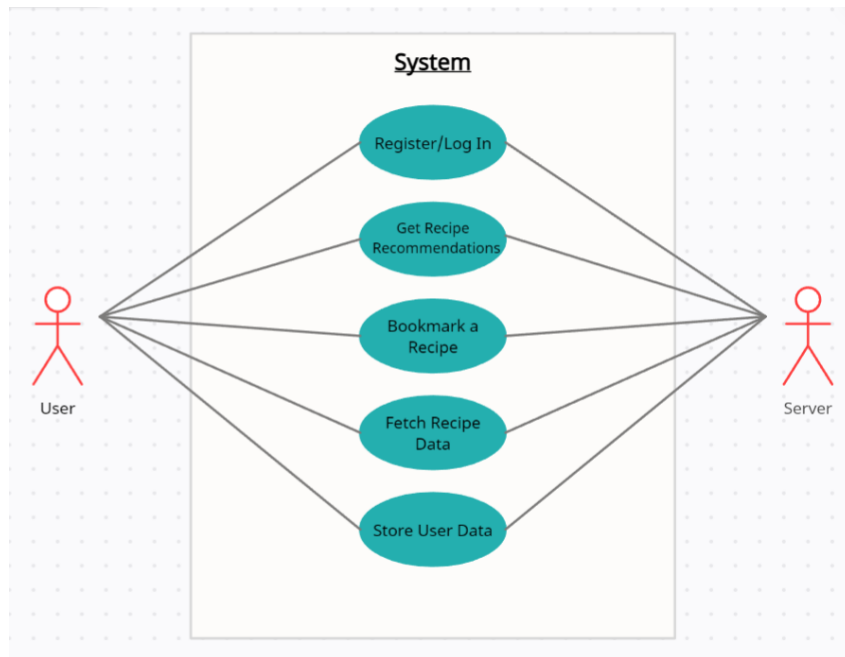 System
Register/Log In
Get Recipe
Recommendations
Bookmark a
Recipe
Fetch Recipe
Data
Store User Data
User
Server